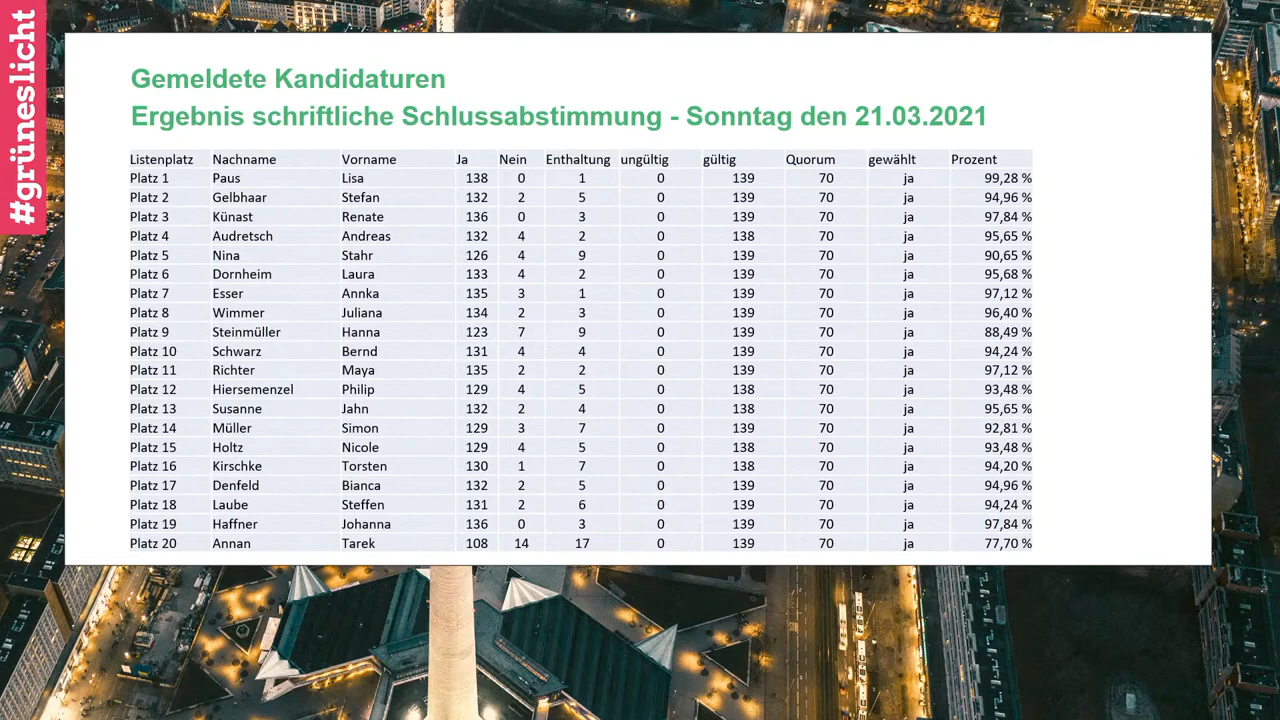 #grüneslicht
Gemeldete Kandidaturen
Ergebnis schriftliche Schlussabstimmung - Sonntag den 21.03.2021
Listenplatz Nachname Vorname Ja Nein Enthaltung ungültig gültig Quorum gewählt Prozent
Platz 1 Paus Lisa 138 0 1 0 139 70 ja 99,28 %
Platz 2 Gelbhaar Stefan 132 2 5 0 139 70 ja 94,96 %
Platz 3 Künast Renate 136 0 3 0 139 70 ja 97,84 %
Platz 4 Audretsch Andreas 132 4 2 0 138 70 ja 95,65 %
Platz 5 Nina Stahr 126 4 9 0 139 70 ja 90,65 %
Platz 6 Dornheim Laura 133 4 2 0 139 70 ja 95,68 %
Platz 7 Esser Annka 135 3 1 0 139 70 ja 97,12 %
Platz 8 Wimmer Juliana 134 2 3 0 139 70 ja 96,40 %
Platz 9 Steinmüller Hanna 123 7 9 0 139 70 ja 88,49 %
Platz 10 Schwarz Bernd 131 4 4 0 139 70 ja 94,24 %
Platz 11 Richter Maya 135 2 2 0 139 70 ja 97,12 %
Platz 12 Hiersemenzel Philip 129 4 5 0 138 70 ja 93,48 %
Platz 13 Susanne Jahn 132 2 4 0 138 70 ja 95,65 %
Platz 14 Müller Simon 129 3 7 0 139 70 ja 92,81 %
Platz 15 Holtz Nicole 129 4 5 0 138 70 ja 93,48 %
Platz 16 Kirschke Torsten 130 1 7 0 138 70 ja 94,20 %
Platz 17 Denfeld Bianca 132 2 5 0 139 70 ja 94,96 %
Platz 18 Laube Steffen 131 2 6 0 139 70 ja 94,24 %
Platz 19 Haffner Johanna 136 0 3 0 139 70 ja 97,84 %
Platz 20 Annan Tarek 108 14 17 0 139 70 ja 77,70 %